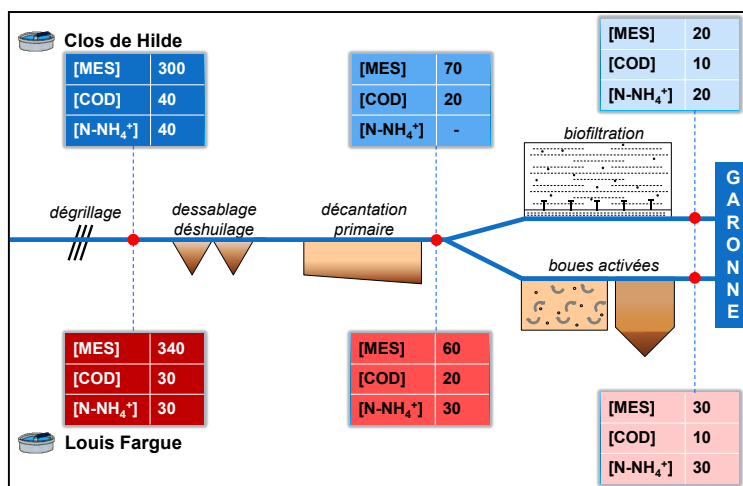 Clos de Hilde
[MES] 300
[COD] 40
[N-NH₄⁺] 40
[MES] 70
[COD] 20
[N-NH₄⁺] -
[MES] 20
[COD] 10
[N-NH₄⁺] 20
dégrillage
dessablage
déshuilage
décantation
primaire
biofiltration
boues activées
GARONNE
[MES] 340
[COD] 30
[N-NH₄⁺] 30
[MES] 60
[COD] 20
[N-NH₄⁺] 30
[MES] 30
[COD] 10
[N-NH₄⁺] 30
Louis Fargue